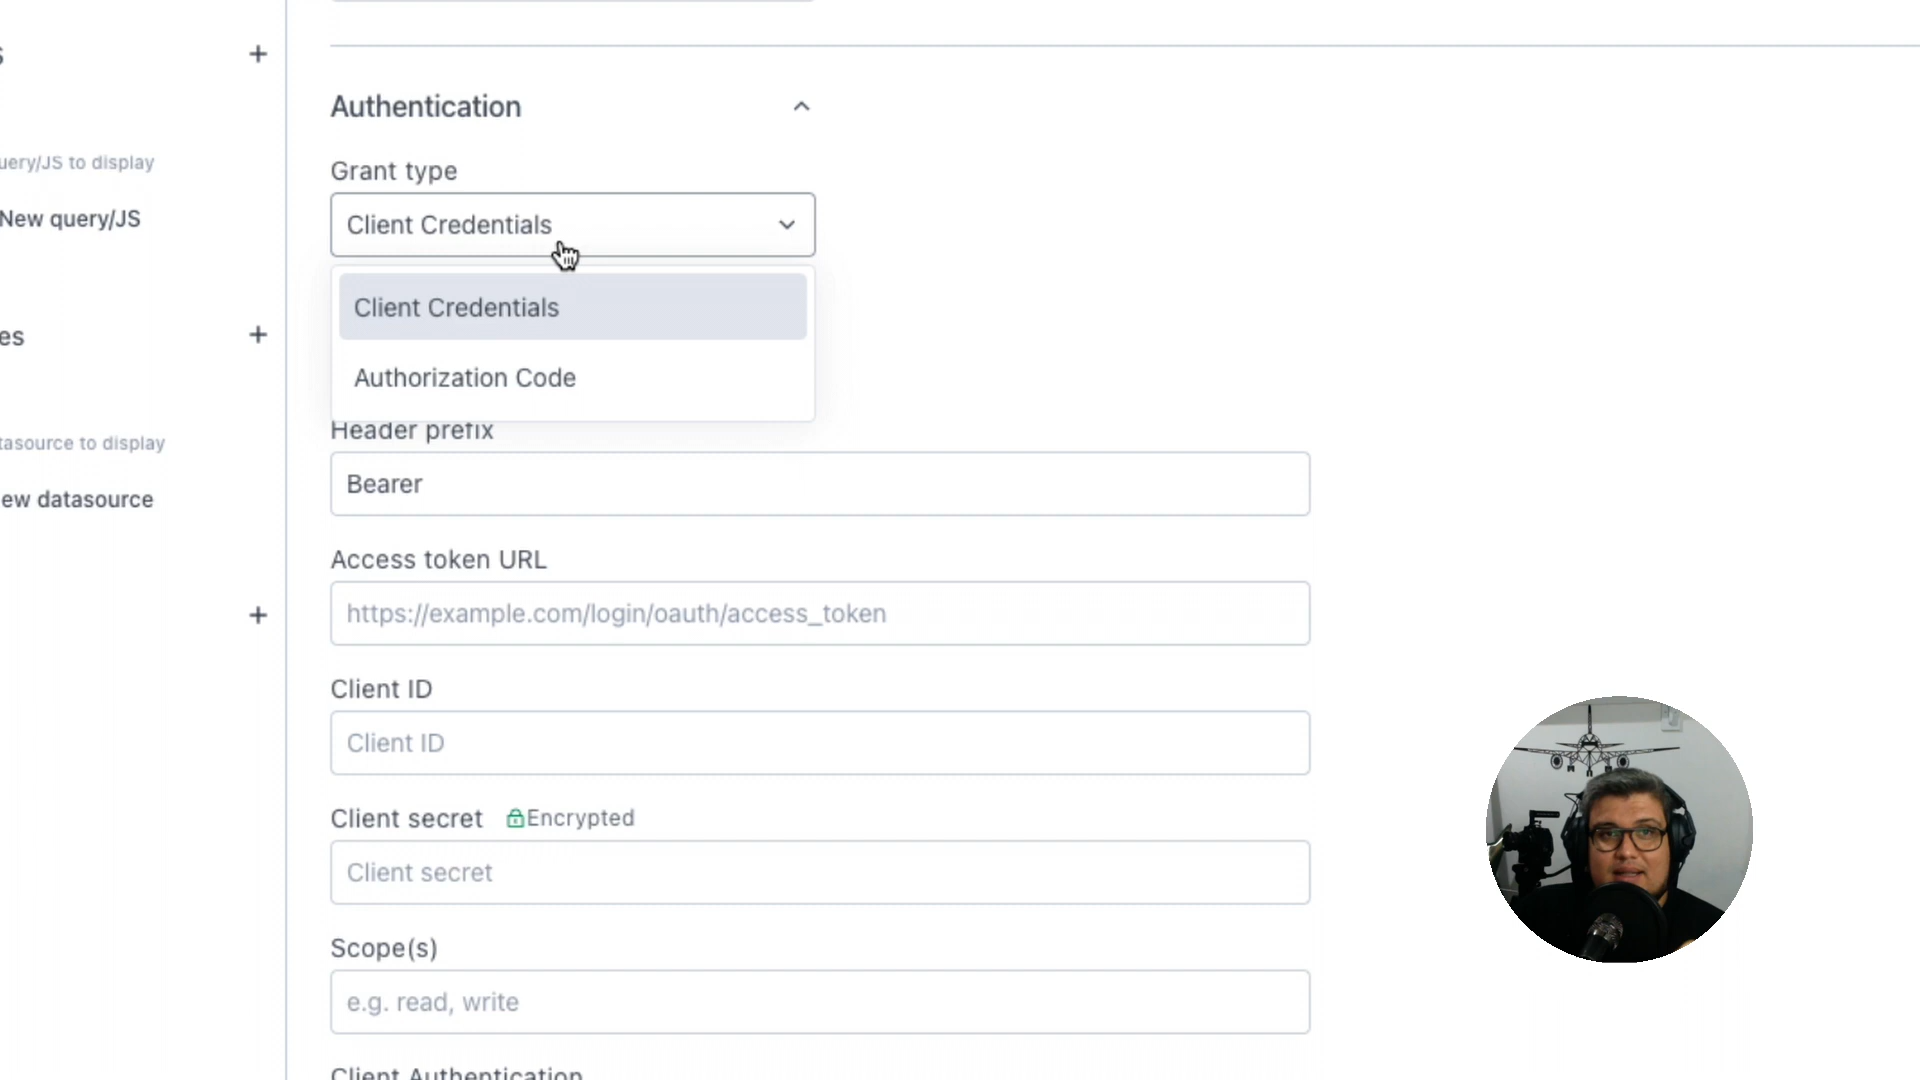 +
uery/JS to display
New query/JS
es
+
tasource to display
ew datasource
+
Authentication
Grant type
Client Credentials
Client Credentials
Authorization Code
Header prefix
Bearer
Access token URL
https://example.com/login/oauth/access_token
Client ID
Client ID
Client secret Encrypted
Client secret
Scope(s)
e.g. read, write
Client Authentication